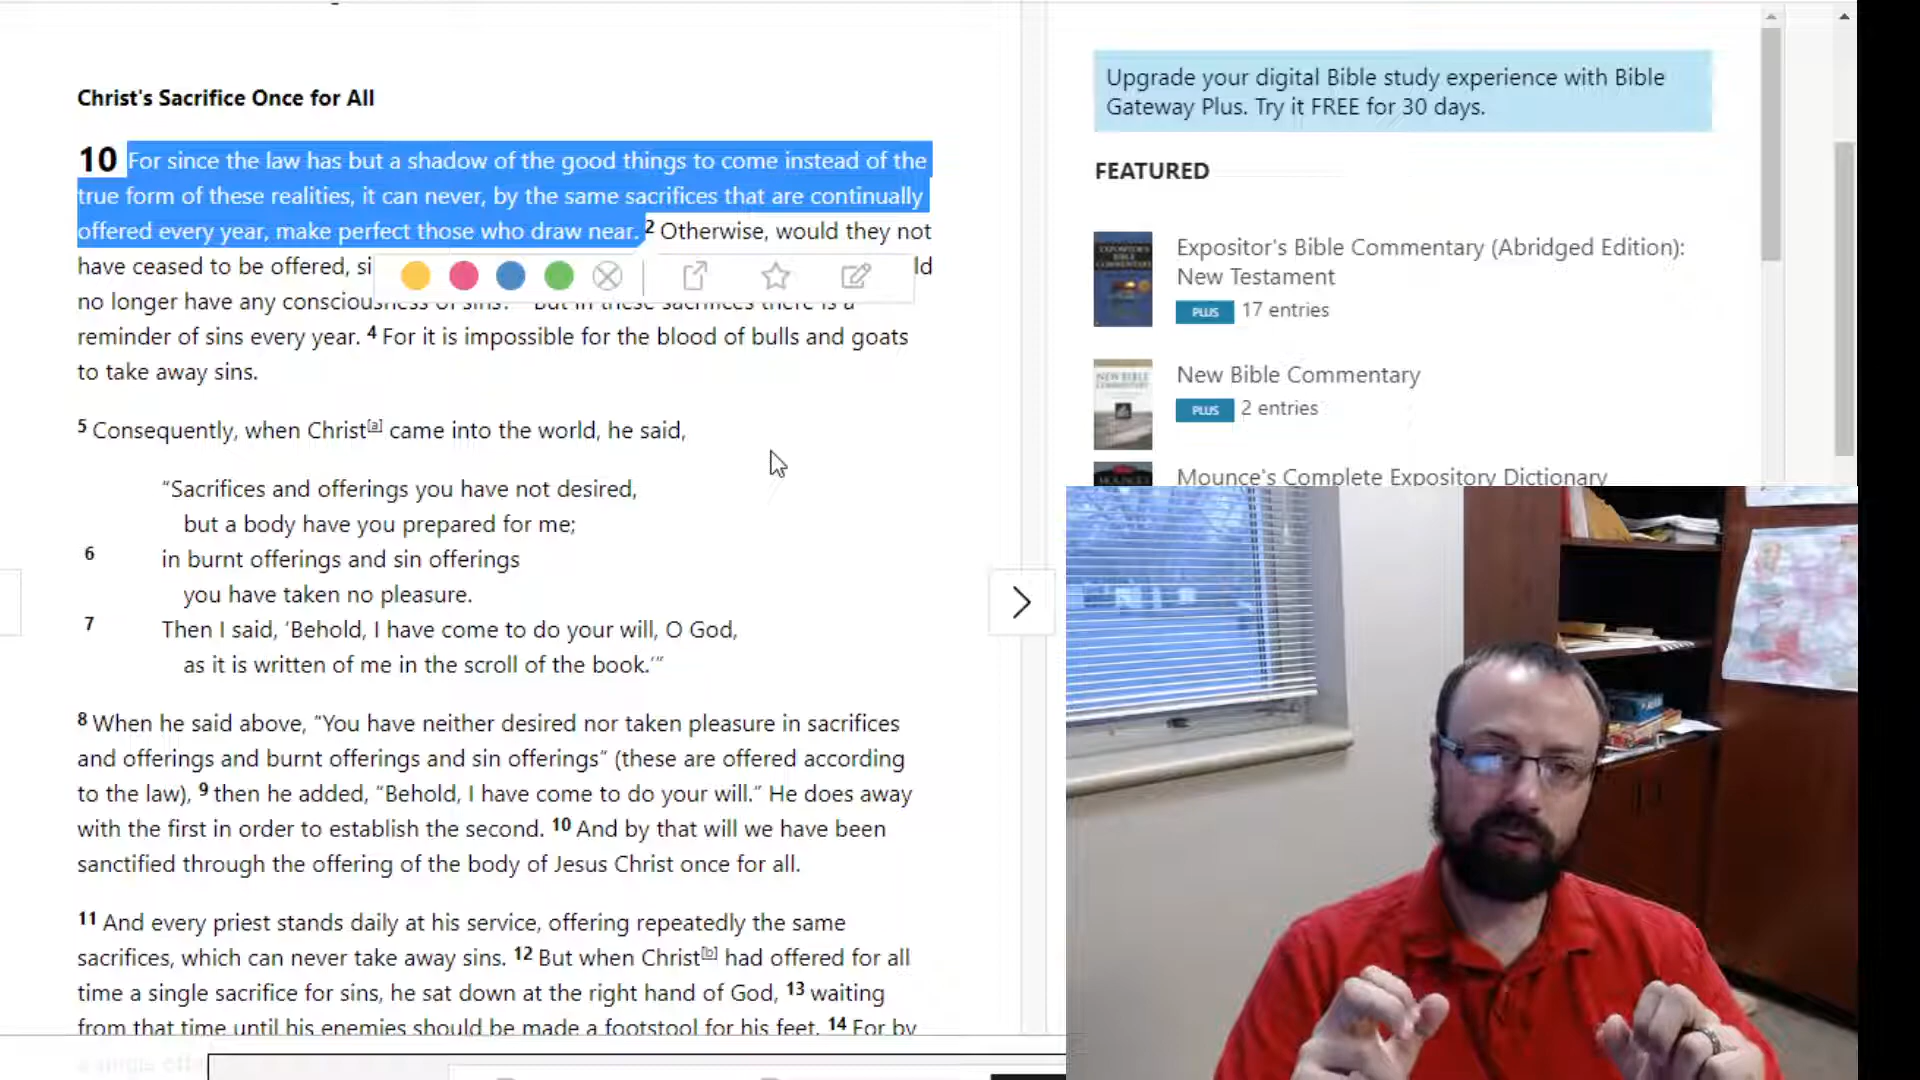 Christ's Sacrifice Once for All
10 For since the law has but a shadow of the good things to come instead of the
true form of these realities, it can never, by the same sacrifices that are continually
offered every year, make perfect those who draw near. 2 Otherwise, would they not
have ceased to be offered, si
no longer have any consciousness of sins? But in these sacrifices there is a
reminder of sins every year. 4 For it is impossible for the blood of bulls and goats
to take away sins.
5 Consequently, when Christ[a] came into the world, he said,
“Sacrifices and offerings you have not desired,
but a body have you prepared for me;
6 in burnt offerings and sin offerings
you have taken no pleasure.
7 Then I said, ‘Behold, I have come to do your will, O God,
as it is written of me in the scroll of the book.’”
8 When he said above, “You have neither desired nor taken pleasure in sacrifices
and offerings and burnt offerings and sin offerings” (these are offered according
to the law), 9 then he added, “Behold, I have come to do your will.” He does away
with the first in order to establish the second. 10 And by that will we have been
sanctified through the offering of the body of Jesus Christ once for all.
11 And every priest stands daily at his service, offering repeatedly the same
sacrifices, which can never take away sins. 12 But when Christ[b] had offered for all
time a single sacrifice for sins, he sat down at the right hand of God, 13 waiting
from that time until his enemies should be made a footstool for his feet. 14 For by
Upgrade your digital Bible study experience with Bible
Gateway Plus. Try it FREE for 30 days.
FEATURED
Expositor's Bible Commentary (Abridged Edition):
New Testament
PLUS 17 entries
New Bible Commentary
PLUS 2 entries
Mounce's Complete Expository Dictionary